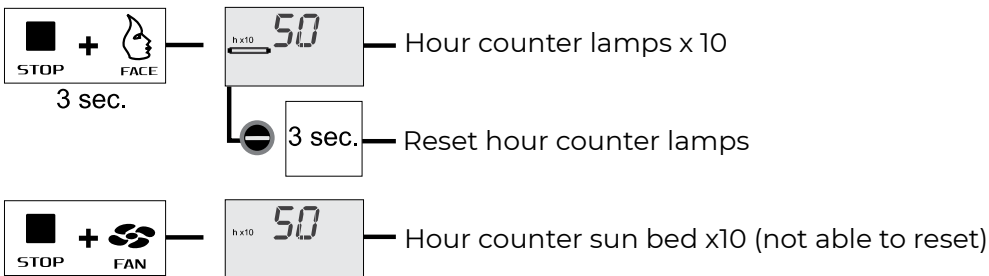 STOP + FACE
h x10 50
Hour counter lamps x 10
3 sec.
3 sec.
Reset hour counter lamps
STOP + FAN
h x10 50
Hour counter sun bed x10 (not able to reset)